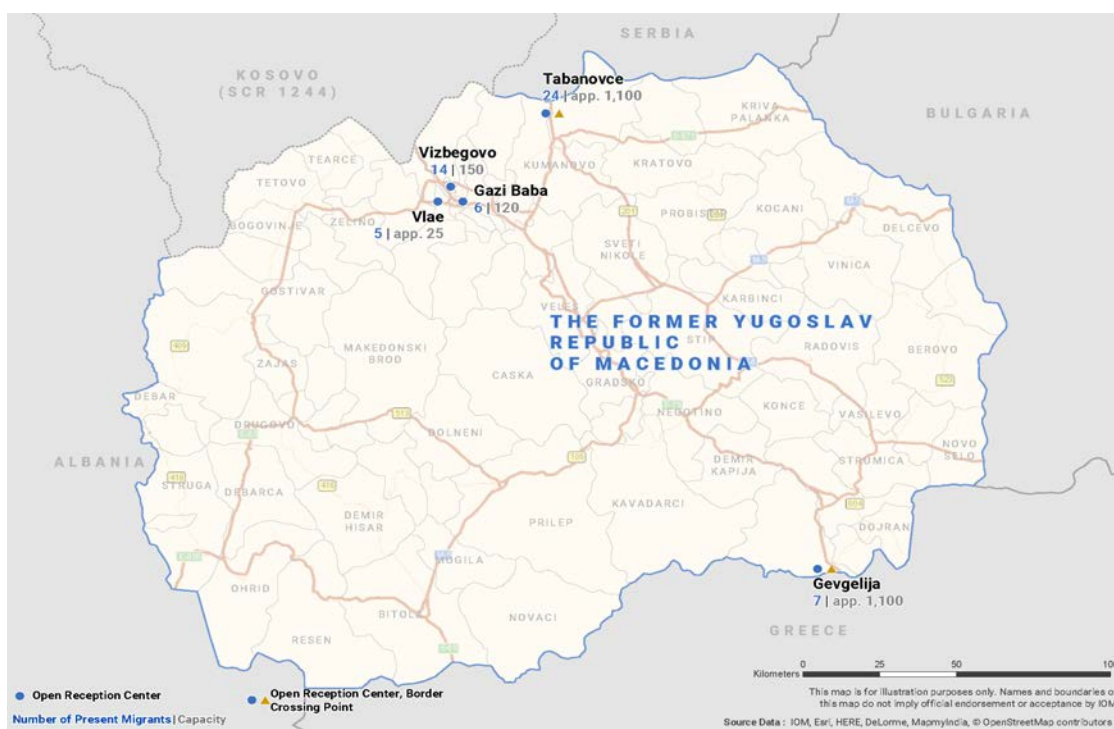 SERBIA
KOSOVO
(SCR 1244)
BULGARIA
Tabanovce
24 | app. 1,100
KRIVA
PALANKA
Vizbegovo
14 | 150
TEARCE
KUMANOVO
KRATOVO
TETOVO
Gazi Baba
6 | 120
Vlae
5 | app. 25
BOGOVINJE
ZELINO
PROBIS
KOCANI
DELCEVO
SVETI
NIKOLE
VINICA
GOSTIVAR
VELES
KARBINCI
THE FORMER YUGOSLAV
REPUBLIC
OF MACEDONIA
STIP
MAKEDONSKI
BROD
ZAJAS
RADOVIS
BEROVO
CASKA
GRADSKO
DEBAR
NEGOTINO
KONCE
VASILEVO
DRUGOVO
DOLNENI
NOVO
SELO
ALBANIA
DEMIR
KAPIJA
STRUMICA
STRUGA
DEBARCA
KAVADARCI
DEMIR
HISAR
PRILEP
DOJRAN
MOGILA
Gevgelija
7 | app. 1,100
OHRID
BITOLA
NOVACI
RESEN
GREECE
Kilometers
0 25 50 100
Open Reception Center
Open Reception Center, Border
Crossing Point
Number of Present Migrants | Capacity
This map is for illustration purposes only. Names and boundaries o
this map do not imply official endorsement or acceptance by IOM
Source Data : IOM, Esri, HERE, DeLorme, MapmyIndia, © OpenStreetMap contributors